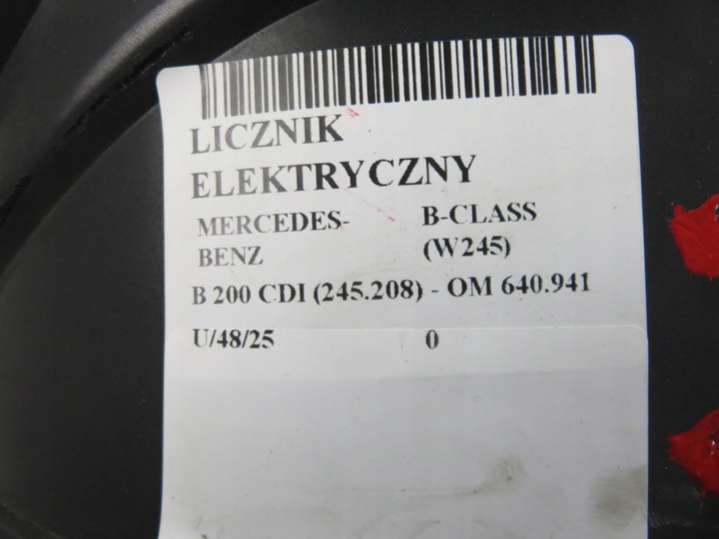 LICZNIK
ELEKTRYCZNY
MERCEDES- B-CLASS
BENZ (W245)
B 200 CDI (245.208) - OM 640.941
U/48/25 0